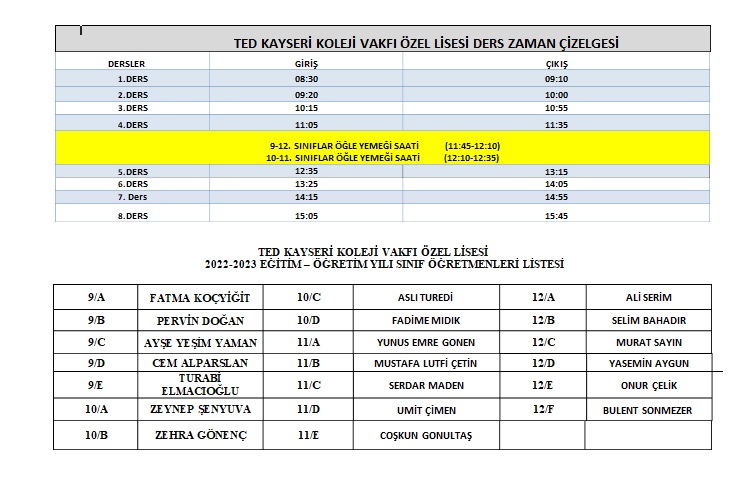 TED KAYSERİ KOLEJİ VAKFI ÖZEL LİSESİ DERS ZAMAN ÇİZELGESİ
DERSLER GİRİŞ ÇIKIŞ
1.DERS 08:30 09:10
2.DERS 09:20 10:00
3.DERS 10:15 10:55
4.DERS 11:05 11:35
9-12. SINIFLAR ÖĞLE YEMEĞİ SAATİ (11:45-12:10)
10-11. SINIFLAR ÖĞLE YEMEĞİ SAATİ (12:10-12:35)
5.DERS 12:35 13:15
6.DERS 13:25 14:05
7. Ders 14:15 14:55
8.DERS 15:05 15:45
TED KAYSERİ KOLEJİ VAKFI ÖZEL LİSESİ
2022-2023 EĞİTİM – ÖĞRETİM YILI SINIF ÖĞRETMENLERİ LİSTESİ
9/A FATMA KOÇYİĞİT 10/C ASLI TUREDİ 12/A ALİ SERİM
9/B PERVİN DOĞAN 10/D FADİME MIDIK 12/B SELİM BAHADIR
9/C AYŞE YEŞİM YAMAN 11/A YUNUS EMRE GONEN 12/C MURAT SAYIN
9/D CEM ALPARSLAN 11/B MUSTAFA LUTFİ ÇETİN 12/D YASEMİN AYGUN
9/E TURABİ ELMACIOĞLU 11/C SERDAR MADEN 12/E ONUR ÇELİK
10/A ZEYNEP ŞENYUVA 11/D UMİT ÇİMEN 12/F BULENT SONMEZER
10/B ZEHRA GÖNENÇ 11/E COŞKUN GONULTAŞ